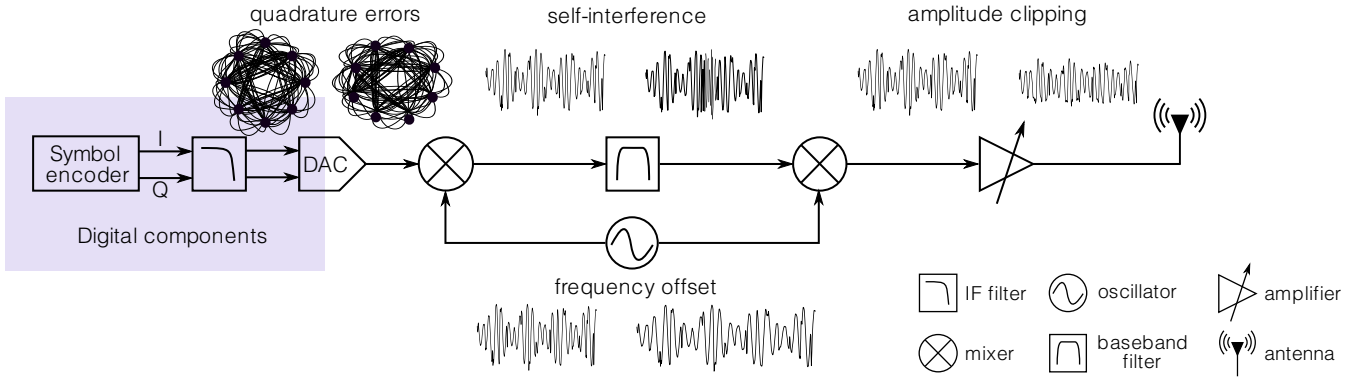 quadrature errors
self-interference
amplitude clipping
Symbol
encoder
I
Q
DAC
Digital components
frequency offset
IF filter
oscillator
amplifier
mixer
baseband
filter
antenna